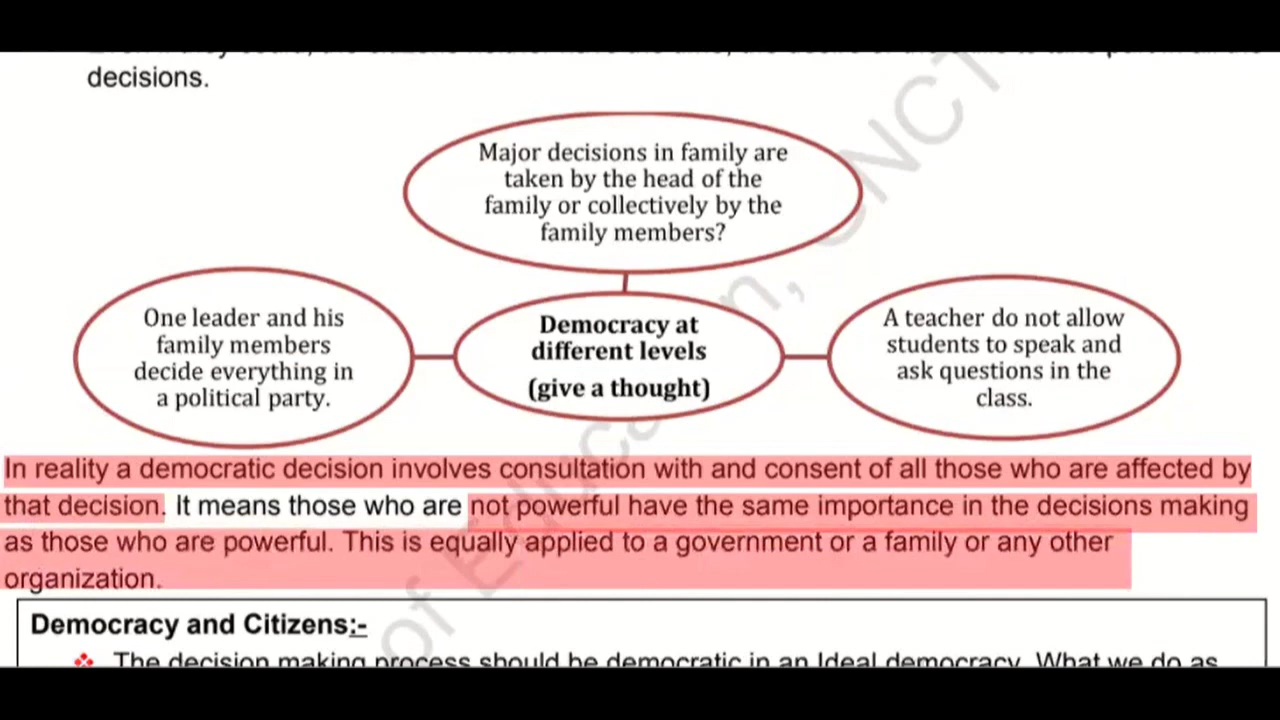 decisions.
Major decisions in family are
taken by the head of the
family or collectively by the
family members?
One leader and his
family members
decide everything in
a political party.
Democracy at
different levels
(give a thought)
A teacher do not allow
students to speak and
ask questions in the
class.
In reality a democratic decision involves consultation with and consent of all those who are affected by
that decision. It means those who are not powerful have the same importance in the decisions making
as those who are powerful. This is equally applied to a government or a family or any other
organization.
Democracy and Citizens:-
The decision making process should be democratic in an Ideal democracy. What we do as